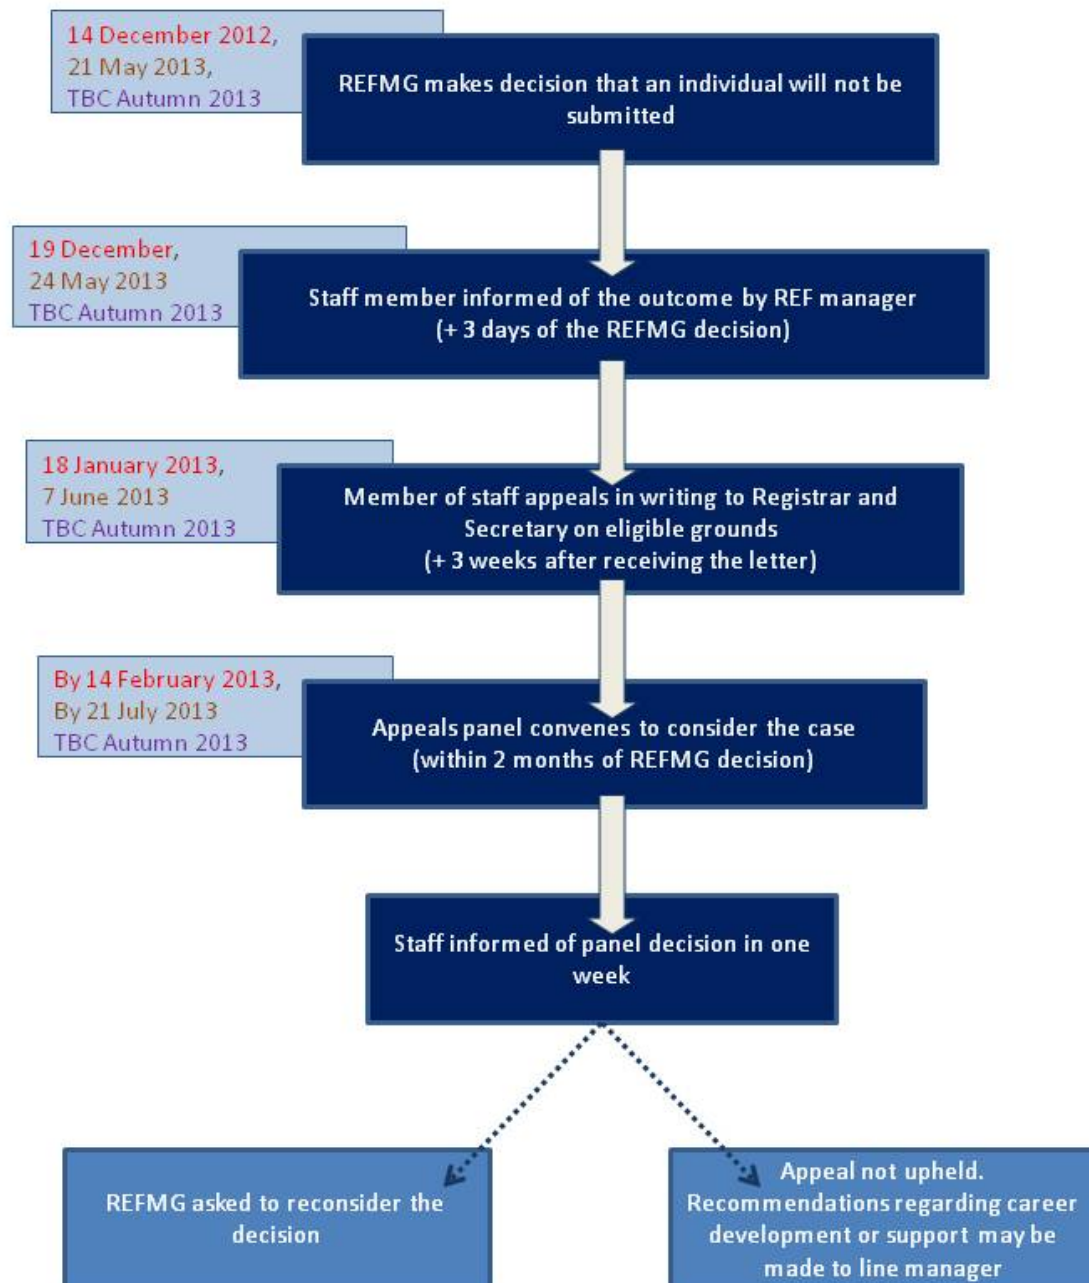 14 December 2012,
21 May 2013,
TBC Autumn 2013
REFMG makes decision that an individual will not be
submitted
19 December,
24 May 2013
TBC Autumn 2013
Staff member informed of the outcome by REF manager
(+ 3 days of the REFMG decision)
18 January 2013,
7 June 2013
TBC Autumn 2013
Member of staff appeals in writing to Registrar and
Secretary on eligible grounds
(+ 3 weeks after receiving the letter)
By 14 February 2013,
By 21 July 2013
TBC Autumn 2013
Appeals panel convenes to consider the case
(within 2 months of REFMG decision)
Staff informed of panel decision in one
week
REFMG asked to reconsider the
decision
Appeal not upheld.
Recommendations regarding career
development or support may be
made to line manager